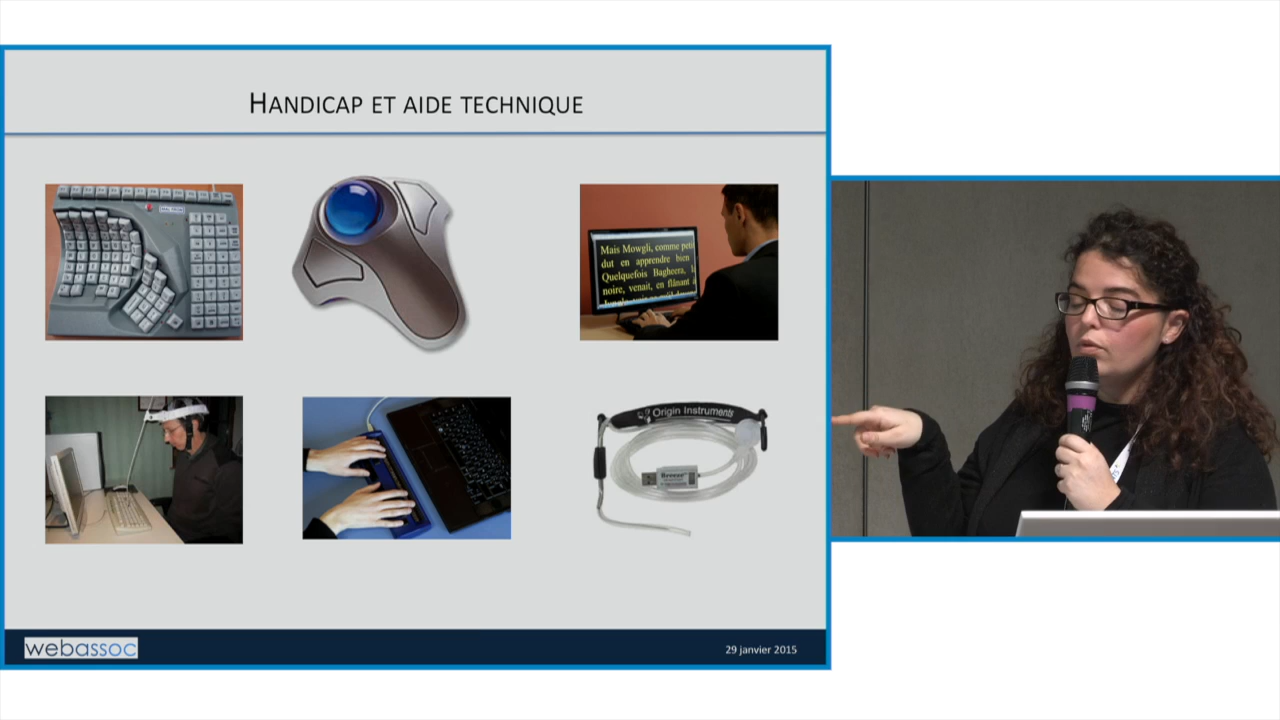 HANDICAP ET AIDE TECHNIQUE
Mais Mowgli, comme
dut en apprendre bien
Quelquefois Bagheera,
noire, venait, en flânant
Origin Instruments
webassoc
29 janvier 2015